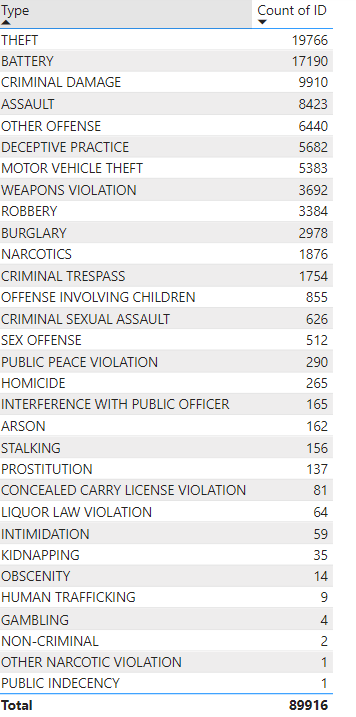 Type Count of ID
THEFT 19766
BATTERY 17190
CRIMINAL DAMAGE 9910
ASSAULT 8423
OTHER OFFENSE 6440
DECEPTIVE PRACTICE 5682
MOTOR VEHICLE THEFT 5383
WEAPONS VIOLATION 3692
ROBBERY 3384
BURGLARY 2978
NARCOTICS 1876
CRIMINAL TRESPASS 1754
OFFENSE INVOLVING CHILDREN 855
CRIMINAL SEXUAL ASSAULT 626
SEX OFFENSE 512
PUBLIC PEACE VIOLATION 290
HOMICIDE 265
INTERFERENCE WITH PUBLIC OFFICER 165
ARSON 162
STALKING 156
PROSTITUTION 137
CONCEALED CARRY LICENSE VIOLATION 81
LIQUOR LAW VIOLATION 64
INTIMIDATION 59
KIDNAPPING 35
OBSCENITY 14
HUMAN TRAFFICKING 9
GAMBLING 4
NON-CRIMINAL 2
OTHER NARCOTIC VIOLATION 1
PUBLIC INDECENCY 1
Total 89916